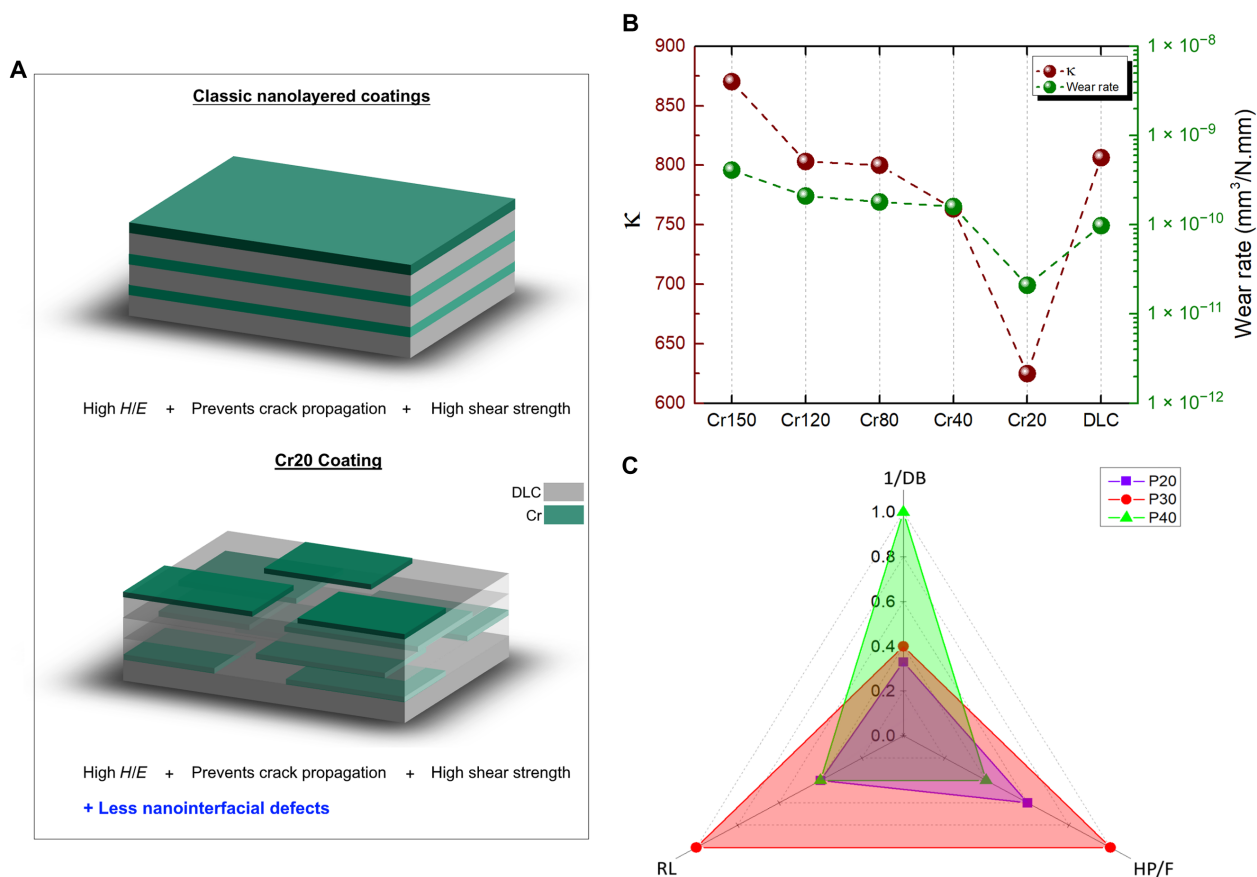 A
Classic nanolayered coatings
High H/E + Prevents crack propagation + High shear strength
Cr20 Coating
DLC
Cr
High H/E + Prevents crack propagation + High shear strength
+ Less nanointerfacial defects
B
900
850
800
750
700
650
600
κ
κ
Wear rate
1 × 10⁻⁸
1 × 10⁻⁹
1 × 10⁻¹⁰
1 × 10⁻¹¹
1 × 10⁻¹²
Wear rate (mm³/N.mm)
Cr150 Cr120 Cr80 Cr40 Cr20 DLC
C
1/DB
P20
P30
P40
1.0
0.8
0.6
0.4
0.2
0.0
RL
HP/F